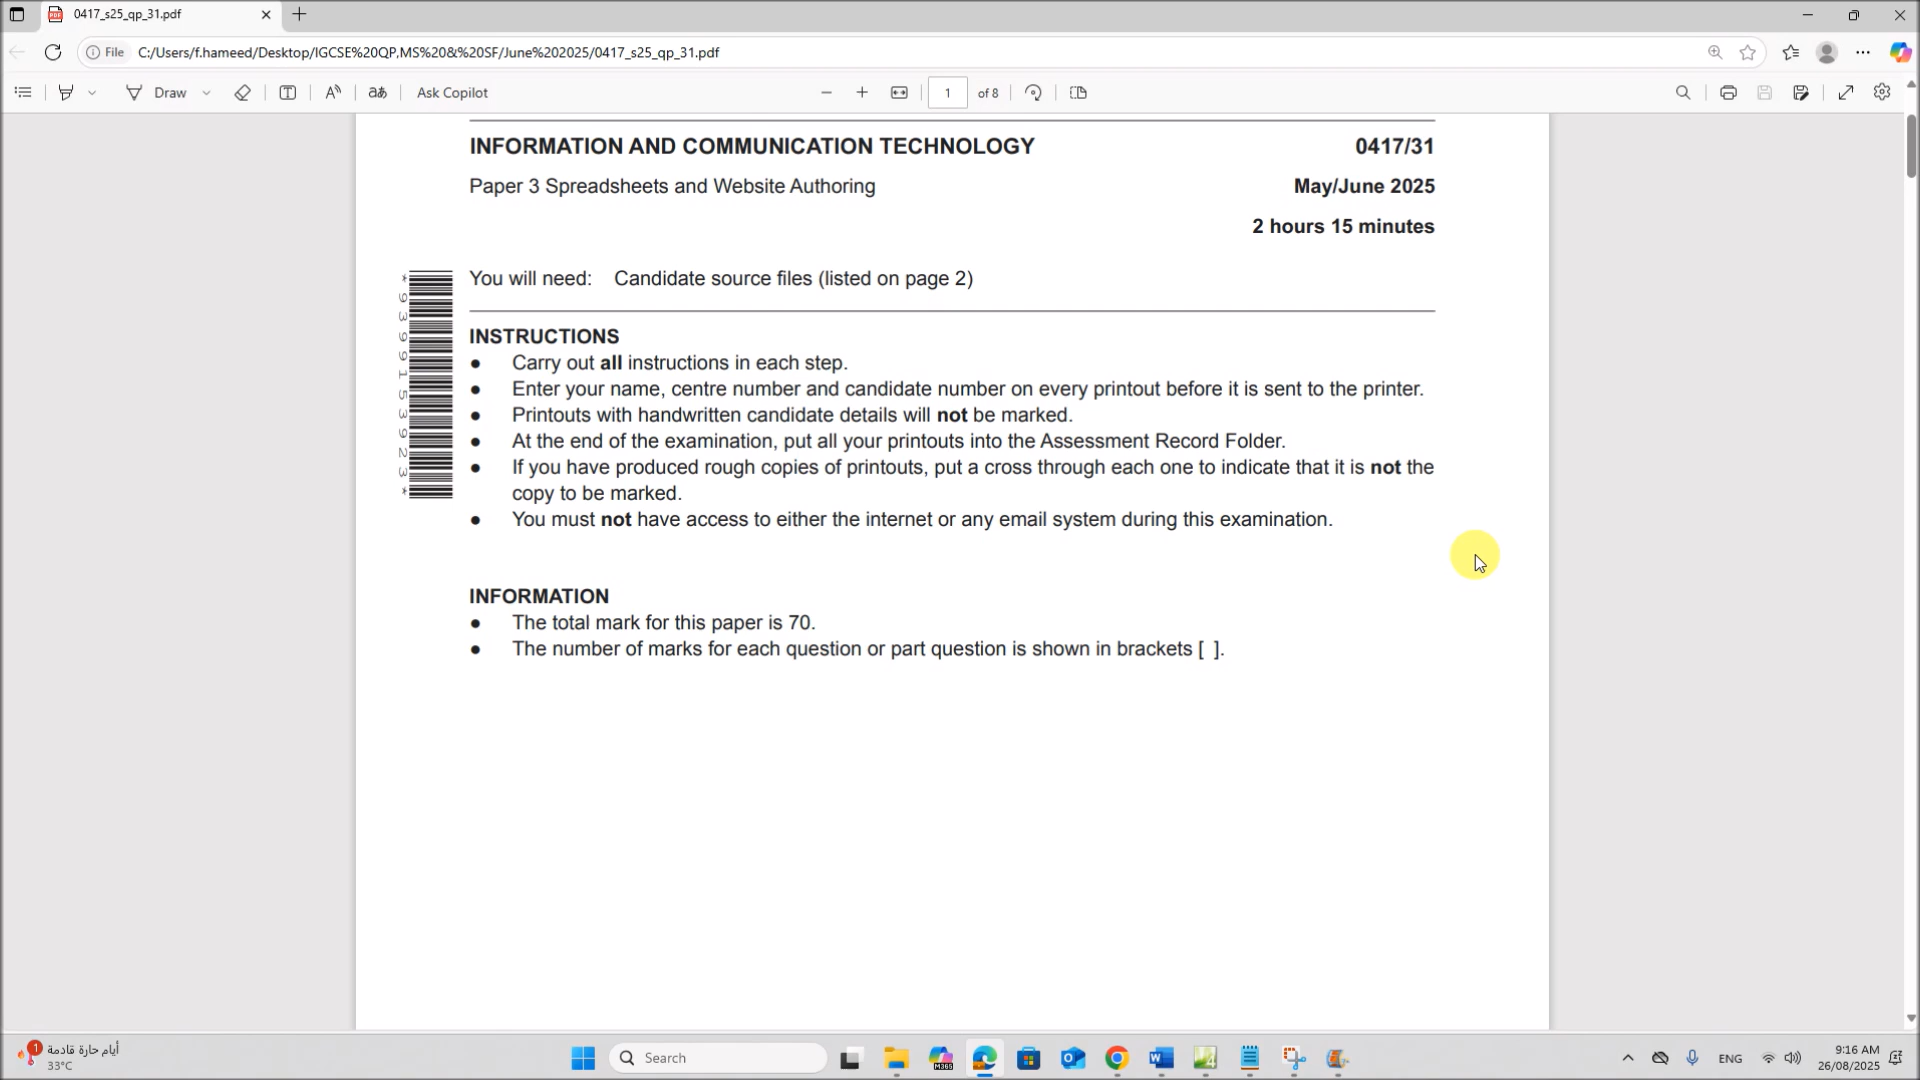 0417_s25_qp_31.pdf
File C:/Users/f.hameed/Desktop/IGCSE%20QP,MS%20&%20SF/June%202025/0417_s25_qp_31.pdf
Draw aあ Ask Copilot 1 of 8
INFORMATION AND COMMUNICATION TECHNOLOGY 0417/31
Paper 3 Spreadsheets and Website Authoring May/June 2025
2 hours 15 minutes
You will need: Candidate source files (listed on page 2)
*9399153923*
INSTRUCTIONS
● Carry out all instructions in each step.
● Enter your name, centre number and candidate number on every printout before it is sent to the printer.
● Printouts with handwritten candidate details will not be marked.
● At the end of the examination, put all your printouts into the Assessment Record Folder.
● If you have produced rough copies of printouts, put a cross through each one to indicate that it is not the
copy to be marked.
● You must not have access to either the internet or any email system during this examination.
INFORMATION
● The total mark for this paper is 70.
● The number of marks for each question or part question is shown in brackets [ ].
1 أيام حارة قادمة
33°C
Search
M365
ENG
9:16 AM
26/08/2025